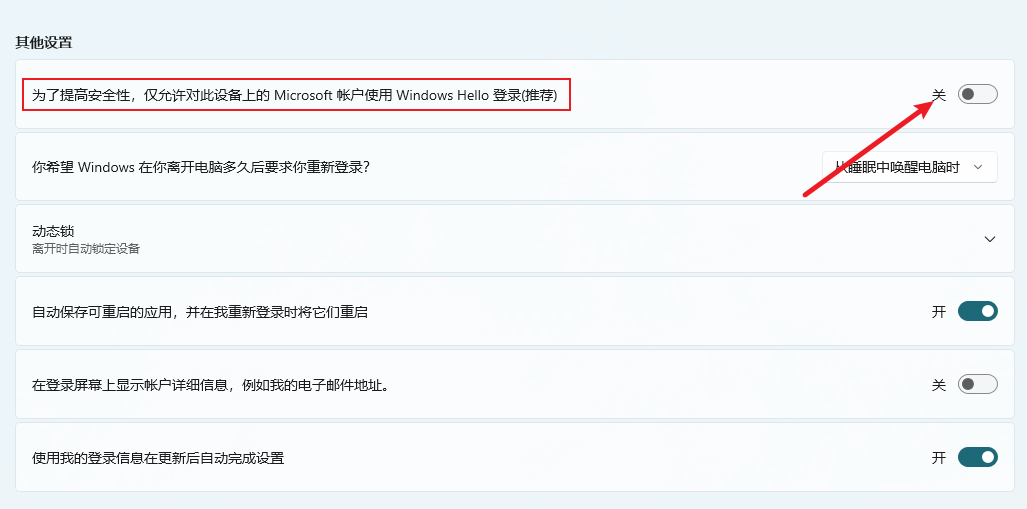 其他设置
为了提高安全性，仅允许对此设备上的 Microsoft 帐户使用 Windows Hello 登录(推荐)
关
你希望 Windows 在你离开电脑多久后要求你重新登录?
从睡眠中唤醒电脑时
动态锁
离开时自动锁定设备
自动保存可重启的应用，并在我重新登录时将它们重启
开
在登录屏幕上显示帐户详细信息，例如我的电子邮件地址。
关
使用我的登录信息在更新后自动完成设置
开